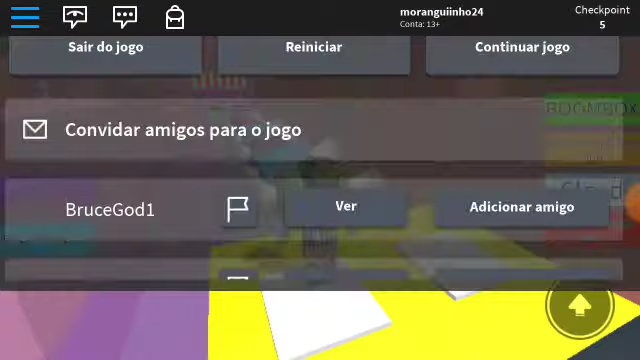 moranguiinho24
Conta: 13+
Checkpoint
5
Sair do jogo
Reiniciar
Continuar jogo
BOOMBOX
Convidar amigos para o jogo
BruceGod1
Ver
Adicionar amigo